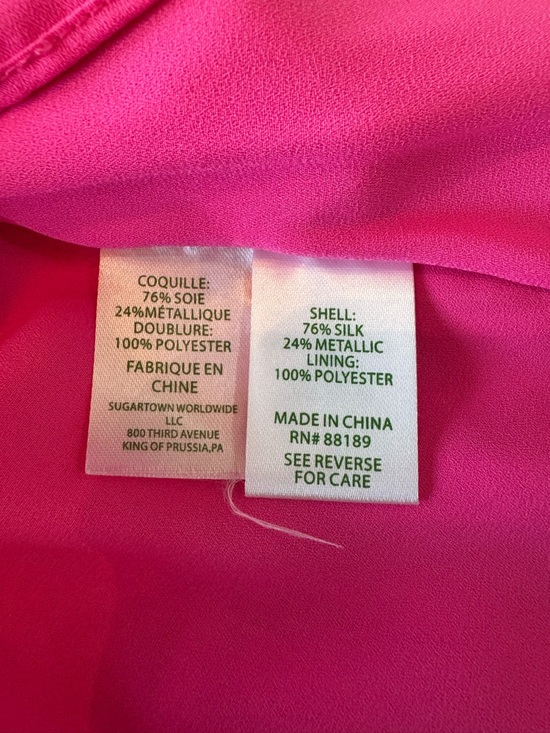 COQUILLE:
76% SOIE
24%MÉTALLIQUE
DOUBLURE:
100% POLYESTER
FABRIQUE EN
CHINE
SUGARTOWN WORLDWIDE
LLC
800 THIRD AVENUE
KING OF PRUSSIA,PA
SHELL:
76% SILK
24% METALLIC
LINING:
100% POLYESTER
MADE IN CHINA
RN# 88189
SEE REVERSE
FOR CARE